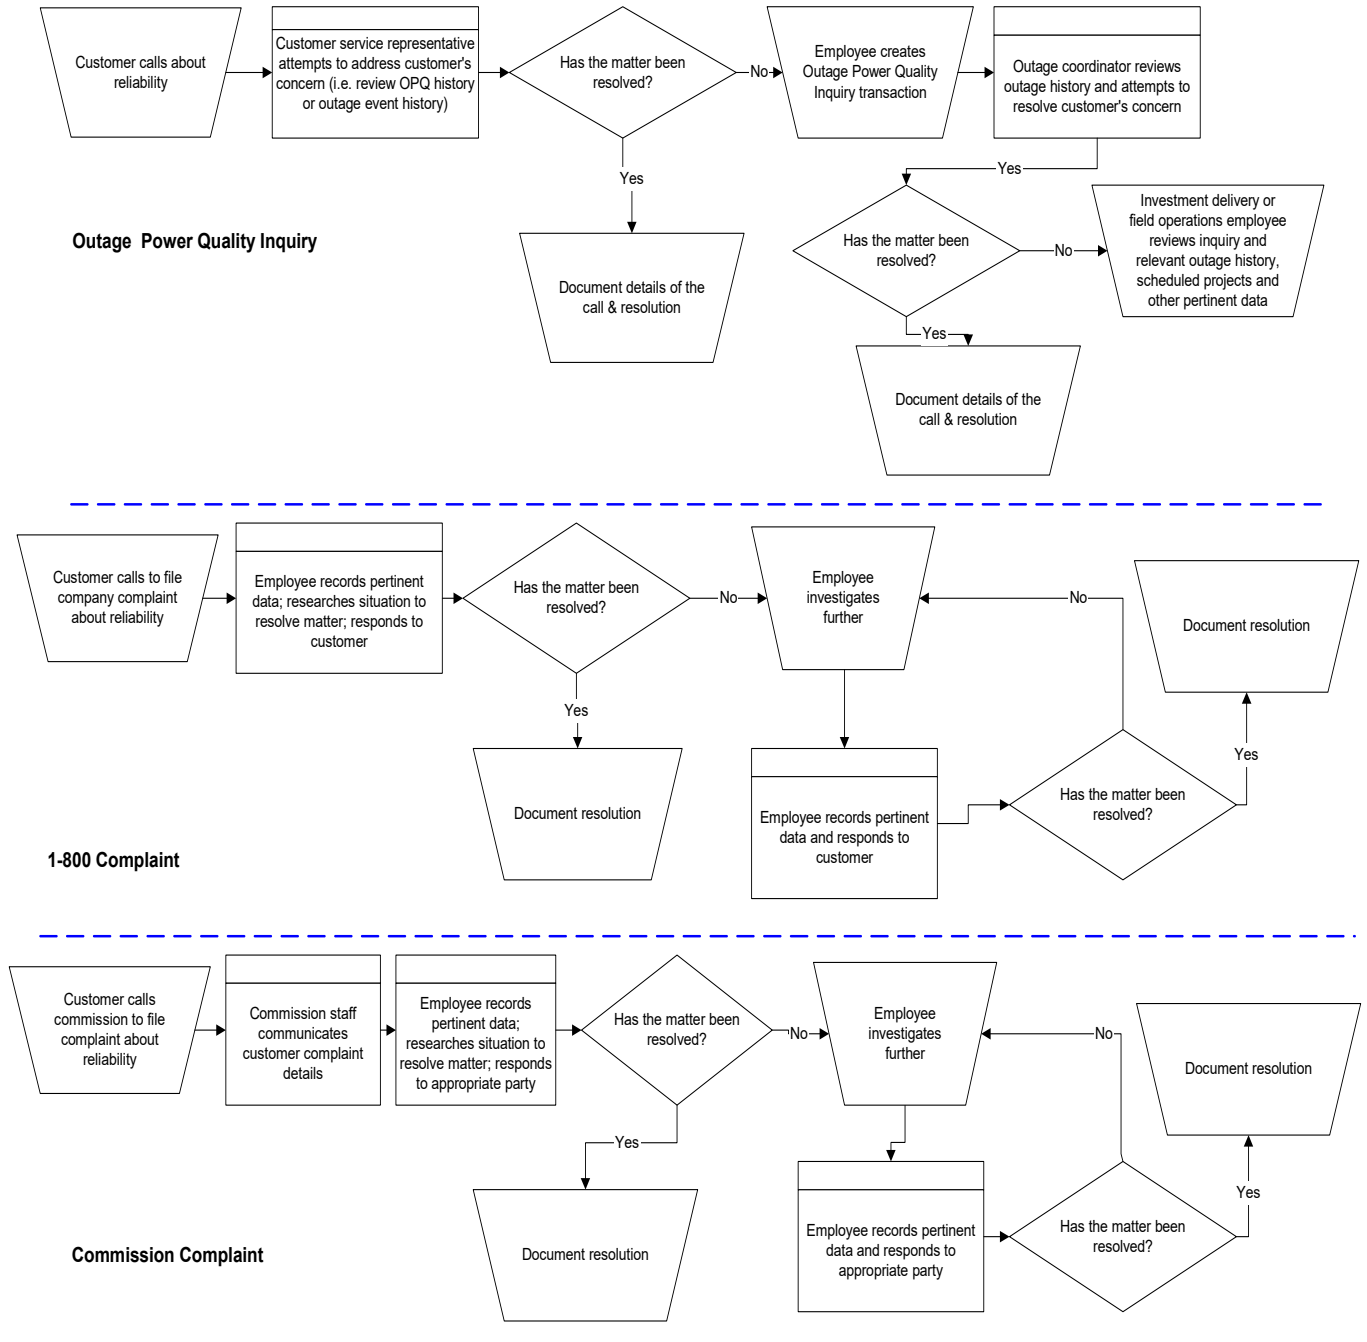 Customer calls about
reliability
Customer service representative
attempts to address customer's
concern (i.e. review OPQ history
or outage event history)
Has the matter been
resolved?
No
Employee creates
Outage Power Quality
Inquiry transaction
Outage coordinator reviews
outage history and attempts to
resolve customer's concern
Yes
Document details of the
call & resolution
Yes
Has the matter been
resolved?
No
Investment delivery or
field operations employee
reviews inquiry and
relevant outage history,
scheduled projects and
other pertinent data
Yes
Document details of the
call & resolution
Outage Power Quality Inquiry
Customer calls to file
company complaint
about reliability
Employee records pertinent
data; researches situation to
resolve matter; responds to
customer
Has the matter been
resolved?
No
Employee
investigates
further
No
Document resolution
Yes
Document resolution
Employee records pertinent
data and responds to
customer
Has the matter been
resolved?
Yes
1-800 Complaint
Customer calls
commission to file
complaint about
reliability
Commission staff
communicates
customer complaint
details
Employee records
pertinent data;
researches situation to
resolve matter; responds
to appropriate party
Has the matter been
resolved?
No
Employee
investigates
further
No
Document resolution
Yes
Document resolution
Employee records pertinent
data and responds to
appropriate party
Has the matter been
resolved?
Yes
Commission Complaint